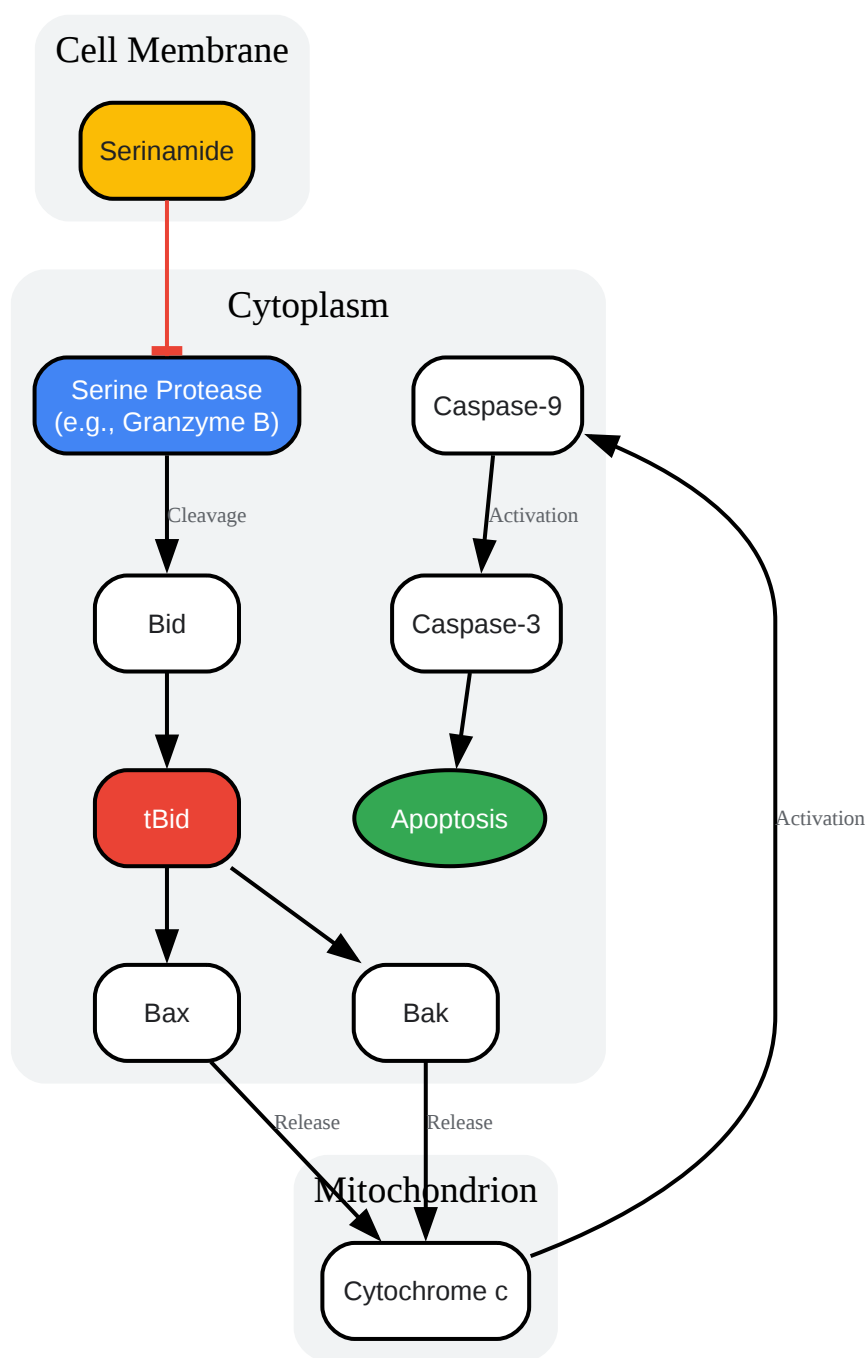 Cell Membrane
Serinamide
Cytoplasm
Serine Protease
(e.g., Granzyme B)
Caspase-9
Cleavage
Activation
Bid
Caspase-3
tBid
Apoptosis
Activation
Bax
Bak
Release
Release
Mitochondrion
Cytochrome c